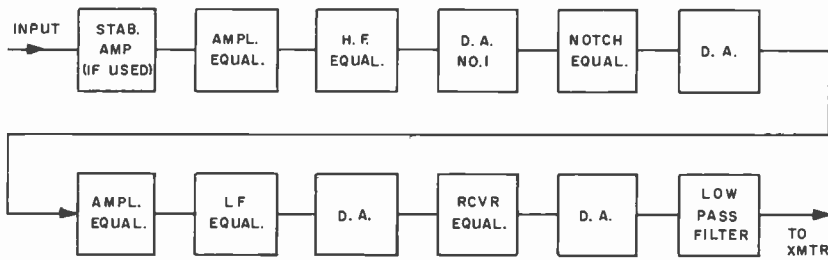 INPUT
STAB.
AMP
(IF USED)
AMPL.
EQUAL.
H.F.
EQUAL.
D.A.
NO.1
NOTCH
EQUAL.
D.A.
AMPL.
EQUAL.
LF
EQUAL.
D.A.
RCVR
EQUAL.
D.A.
LOW
PASS
FILTER
TO
XMTR